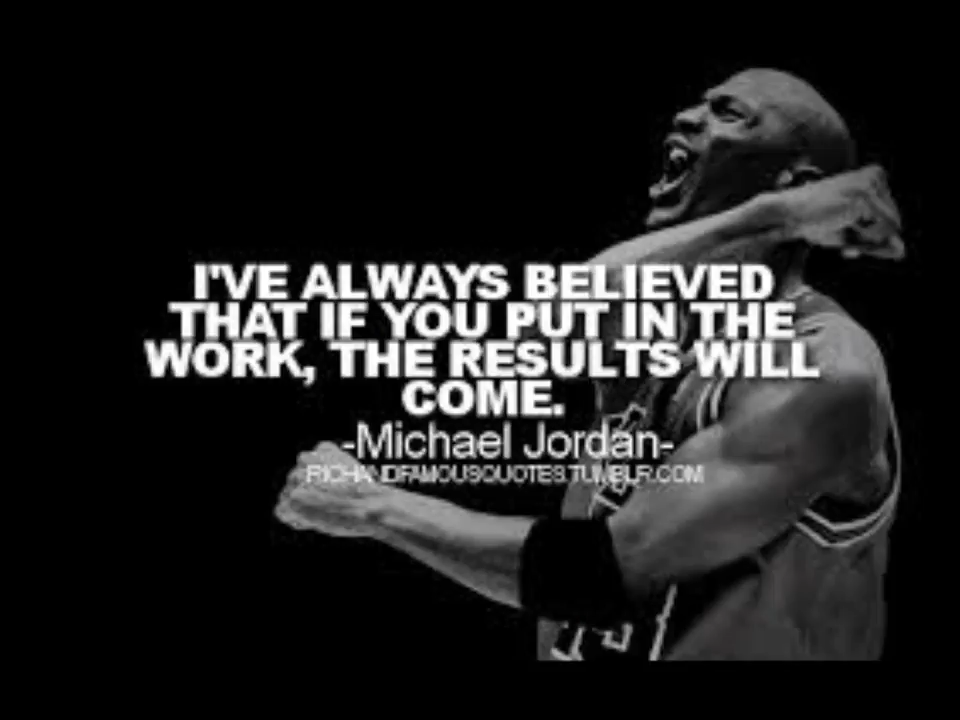 I'VE ALWAYS BELIEVED
THAT IF YOU PUT IN THE
WORK, THE RESULTS WILL
COME.
-Michael Jordan-
RICHANDFAMOUSQUOTES.TUMBLR.COM